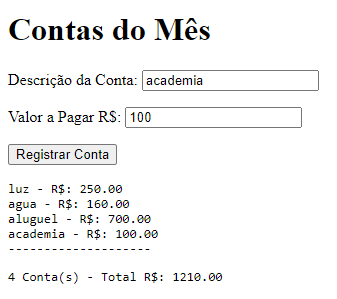 Contas do Mês
Descrição da Conta: academia
Valor a Pagar R$: 100
Registrar Conta
luz - R$: 250.00
agua - R$: 160.00
aluguel - R$: 700.00
academia - R$: 100.00
--------------------
4 Conta(s) - Total R$: 1210.00